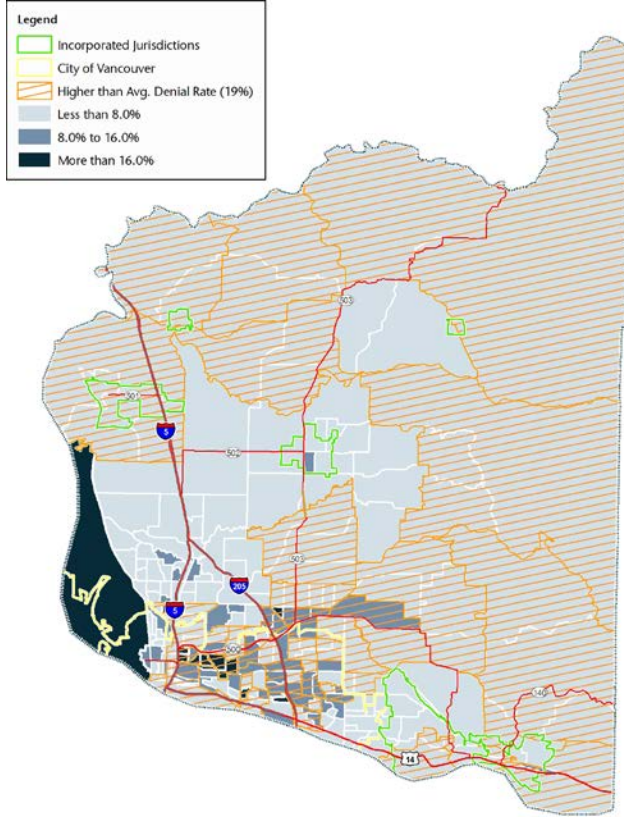 Legend
Incorporated Jurisdictions
City of Vancouver
Higher than Avg. Denial Rate (19%)
Less than 8.0%
8.0% to 16.0%
More than 16.0%
503
501
5
502
503
205
5
500
140
14